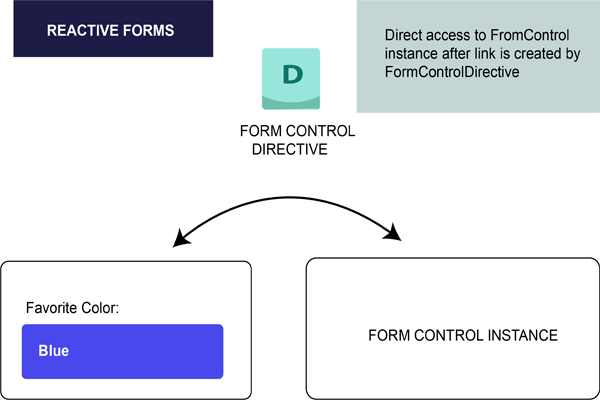 REACTIVE FORMS
Direct access to FromControl
instance after link is created by
FormControlDirective
D
FORM CONTROL
DIRECTIVE
Favorite Color:
Blue
FORM CONTROL INSTANCE